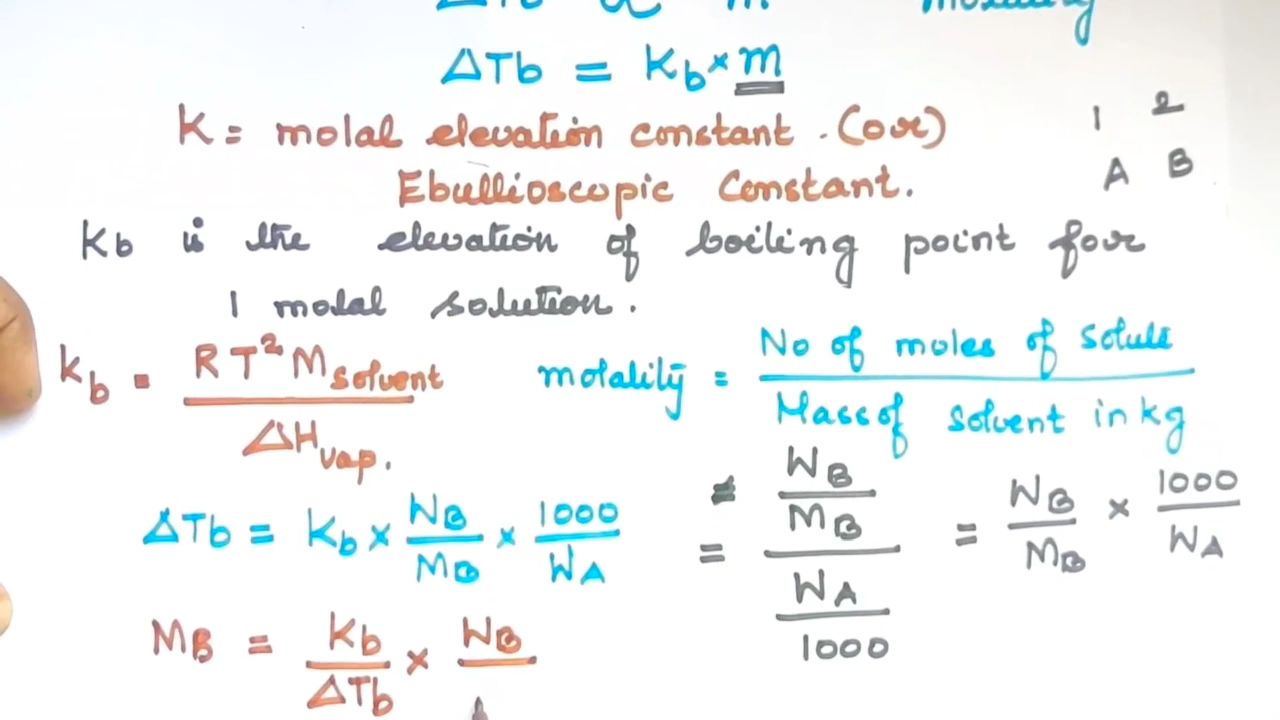 ΔTb = Kb × m
K = molal elevation constant . (or)
1 2
A B
Ebullioscopic Constant.
Kb is the elevation of boiling point for
1 molal solution.
Kb = RT²M solvent / ΔHvap.
molality = No of moles of solute / Mass of solvent in kg
= (WB / MB) / (WA / 1000) = WB / MB × 1000 / WA
ΔTb = Kb × WB / MB × 1000 / WA
MB = Kb / ΔTb × WB